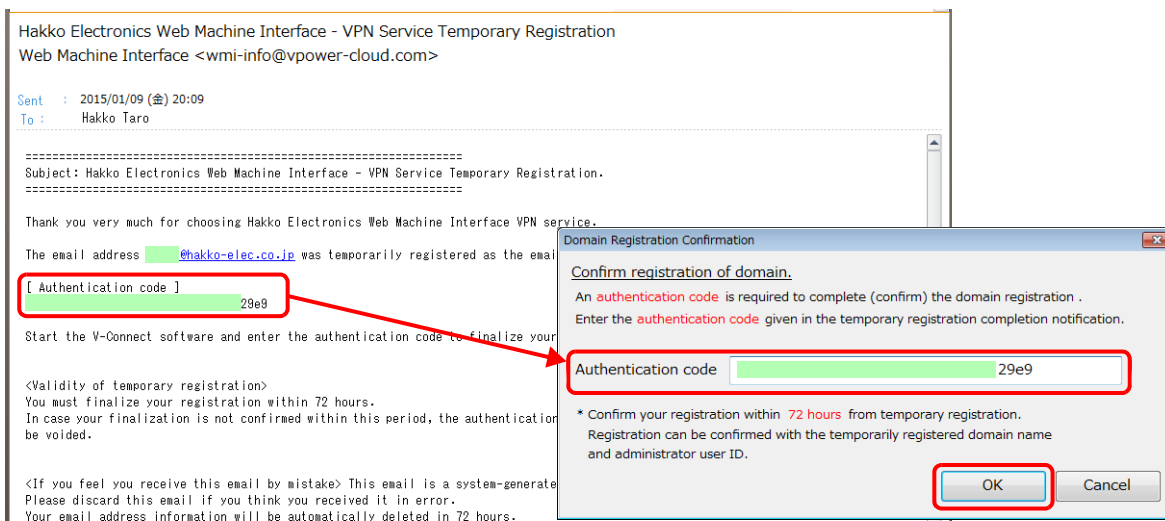 Hakko Electronics Web Machine Interface - VPN Service Temporary Registration
Web Machine Interface <wmi-info@vpower-cloud.com>
Sent : 2015/01/09 (金) 20:09
To : Hakko Taro
=================================================================
Subject: Hakko Electronics Web Machine Interface - VPN Service Temporary Registration.
=================================================================
Thank you very much for choosing Hakko Electronics Web Machine Interface VPN service.
The email address @hakko-elec.co.jp was temporarily registered as the emai
[ Authentication code ]
29e9
Start the V-Connect software and enter the authentication code to finalize your
<Validity of temporary registration>
You must finalize your registration within 72 hours.
In case your finalization is not confirmed within this period, the authentication
be voided.
<If you feel you receive this email by mistake> This email is a system-generate
Please discard this email if you think you received it in error.
Your email address information will be automatically deleted in 72 hours.
Domain Registration Confirmation
Confirm registration of domain.
An authentication code is required to complete (confirm) the domain registration .
Enter the authentication code given in the temporary registration completion notification.
Authentication code 29e9
* Confirm your registration within 72 hours from temporary registration.
Registration can be confirmed with the temporarily registered domain name
and administrator user ID.
OK Cancel